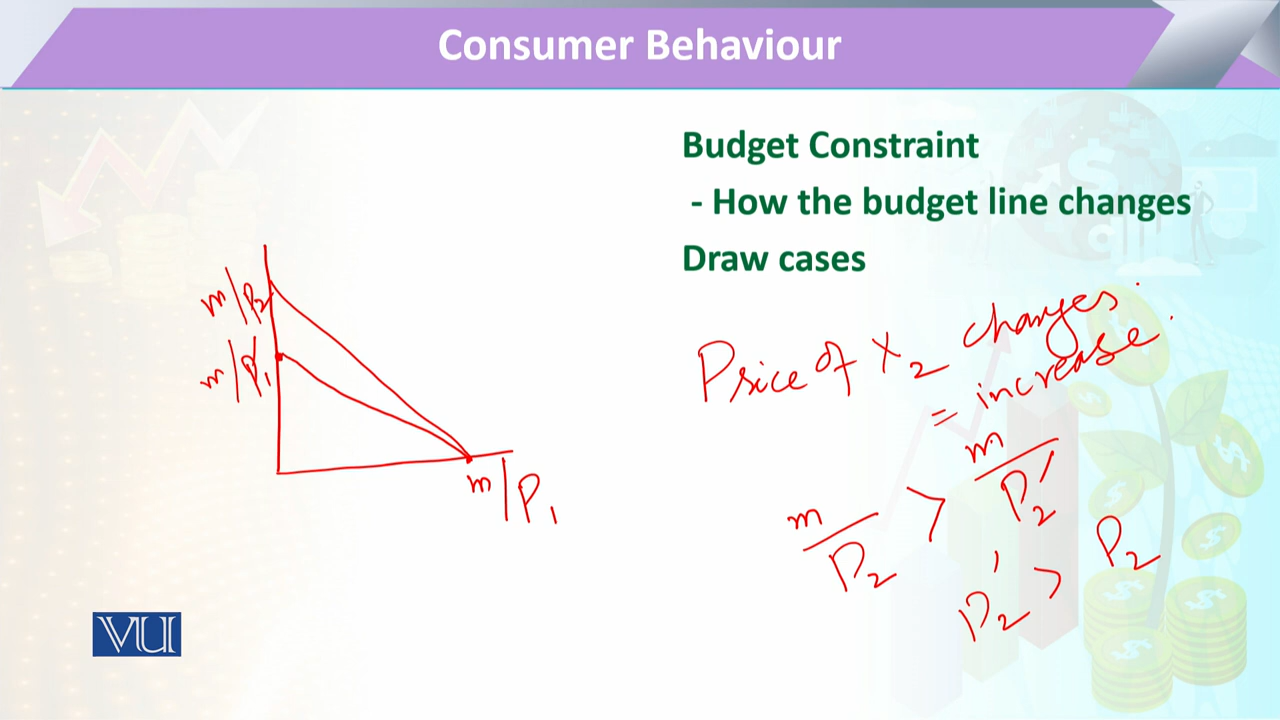 Consumer Behaviour
Budget Constraint
- How the budget line changes
Draw cases
Price of X₂ changes.
= increase.
m/P₂ > m/P₂′
P₂′ > P₂
m/P₂
m/P₁′
m/P₁
VU